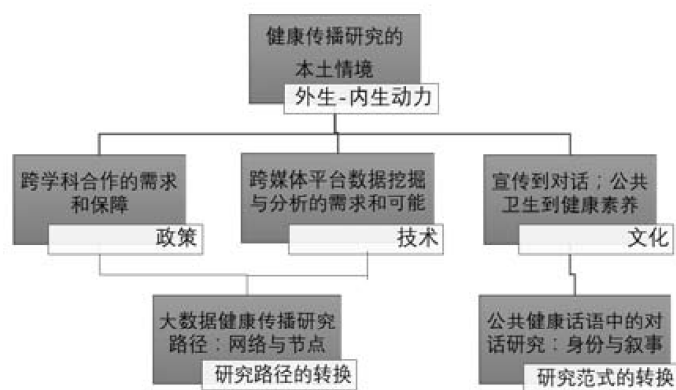 健康传播研究的
本土情境
外生-内生动力
跨学科合作的需求
和保障
政策
跨媒体平台数据挖掘
与分析的需求和可能
技术
宣传到对话；公共
卫生到健康素养
文化
大数据健康传播研究
路径：网络与节点
研究路径的转换
公共健康话语中的对
话研究：身份与叙事
研究范式的转换